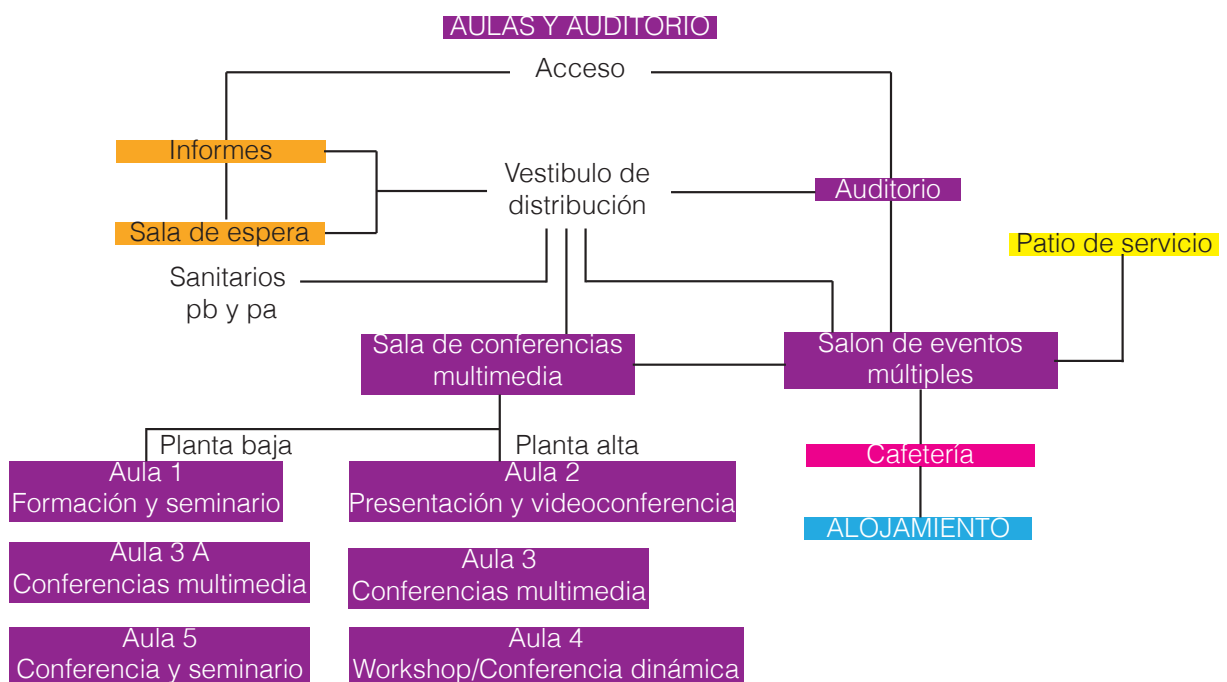 AULAS Y AUDITORIO
Acceso
Informes
Vestibulo de
distribución
Auditorio
Sala de espera
Patio de servicio
Sanitarios
pb y pa
Sala de conferencias
multimedia
Salon de eventos
múltiples
Planta baja
Planta alta
Aula 1
Formación y seminario
Aula 2
Presentación y videoconferencia
Cafetería
ALOJAMIENTO
Aula 3 A
Conferencias multimedia
Aula 3
Conferencias multimedia
Aula 5
Conferencia y seminario
Aula 4
Workshop/Conferencia dinámica